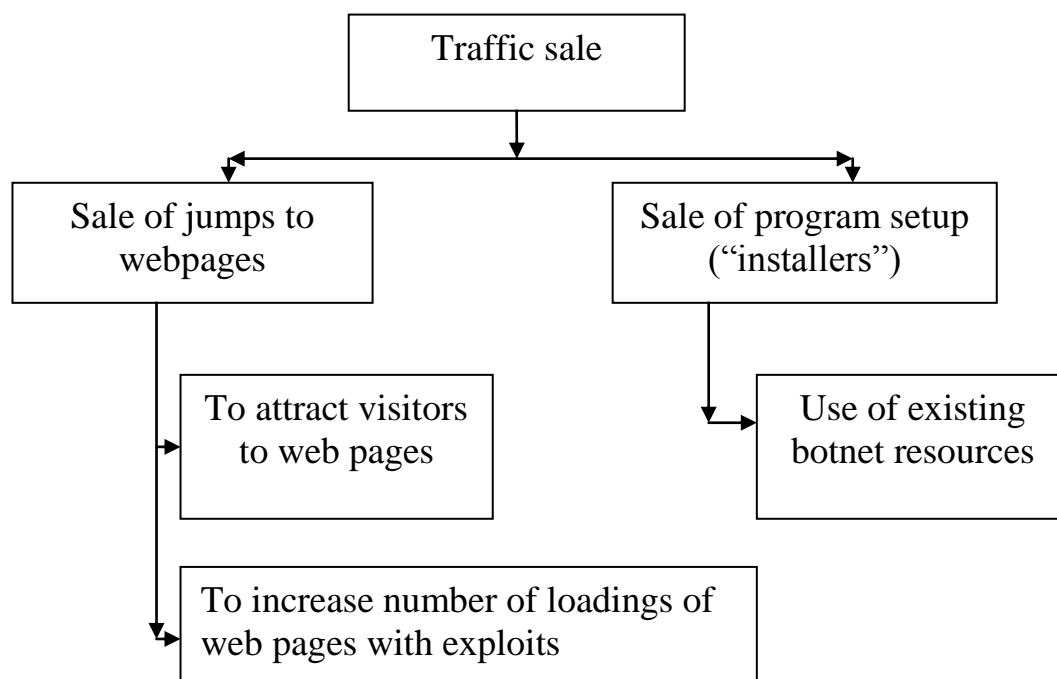 Traffic sale
Sale of jumps to
webpages
Sale of program setup
(“installers”)
To attract visitors
to web pages
Use of existing
botnet resources
To increase number of loadings of
web pages with exploits